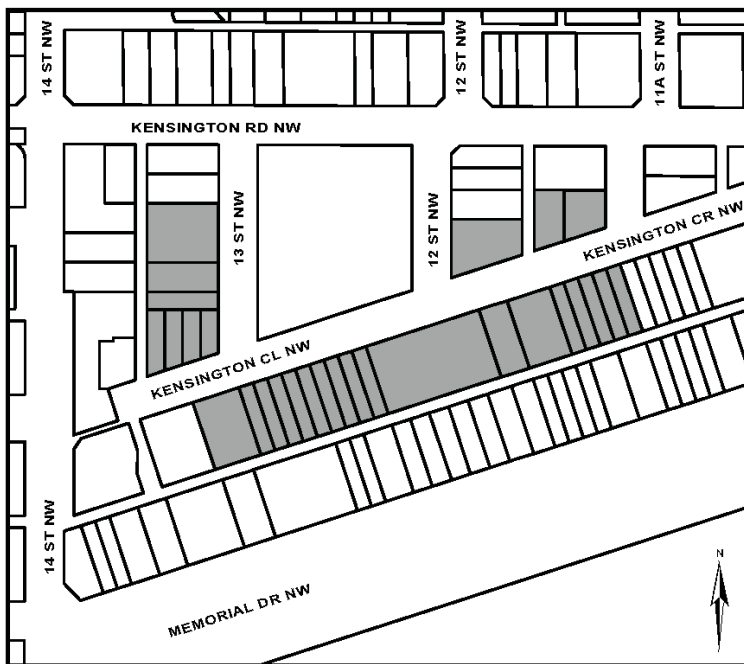 14 ST NW
12 ST NW
11A ST NW
KENSINGTON RD NW
13 ST NW
12 ST NW
KENSINGTON CR NW
KENSINGTON CL NW
14 ST NW
MEMORIAL DR NW
N